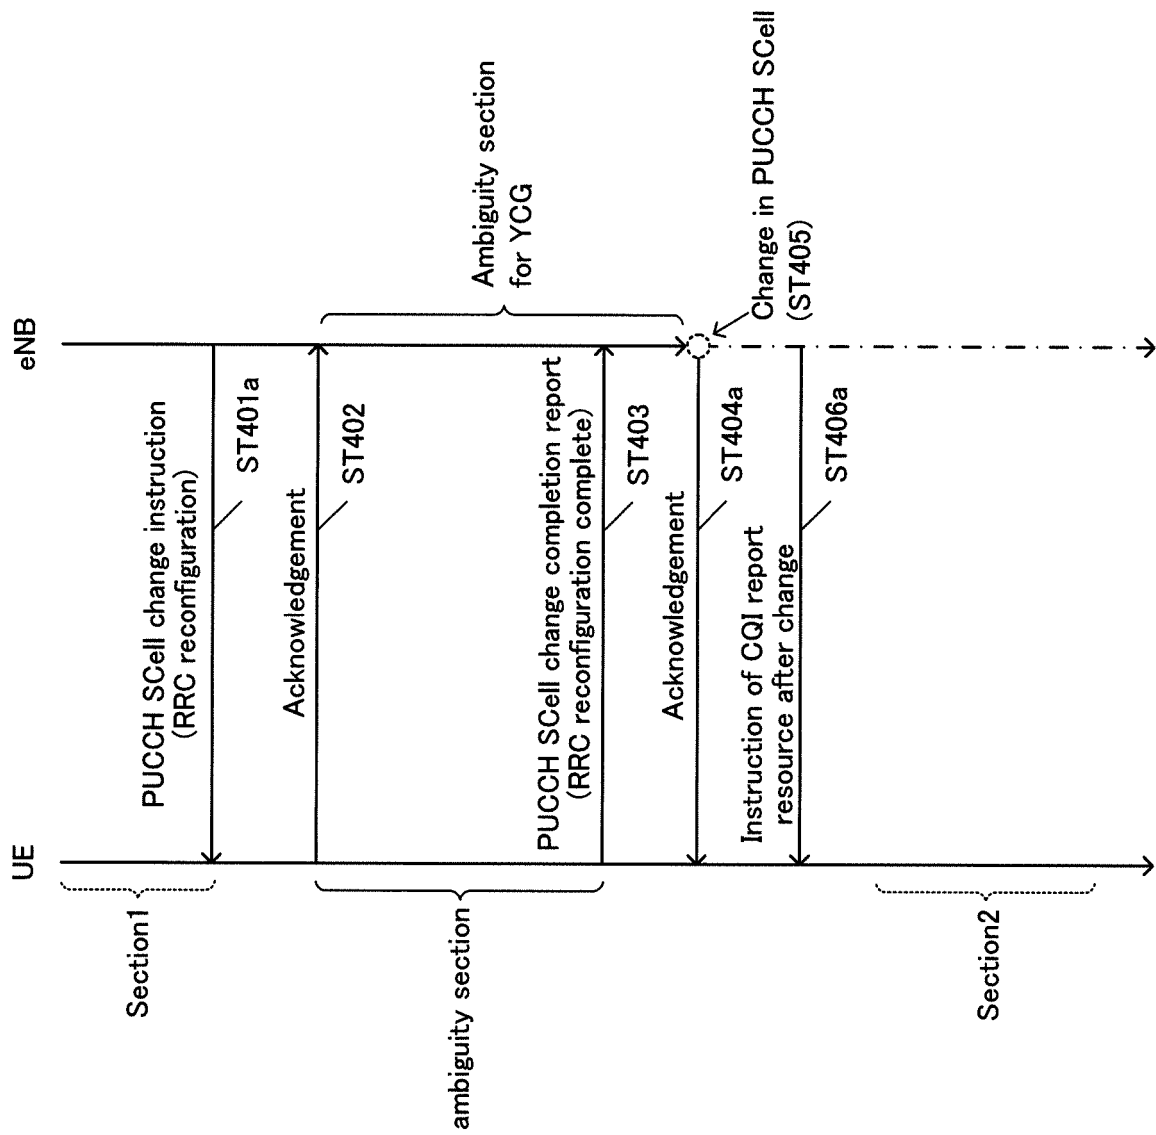 UE
eNB
Section1
PUCCH SCell change instruction
(RRC reconfiguration)
ST401a
Acknowledgement
ST402
ambiguity section
Ambiguity section
for YCG
PUCCH SCell change completion report
(RRC reconfiguration complete)
ST403
Acknowledgement
ST404a
Change in PUCCH SCell
(ST405)
Instruction of CQI report
resource after change
ST406a
Section2